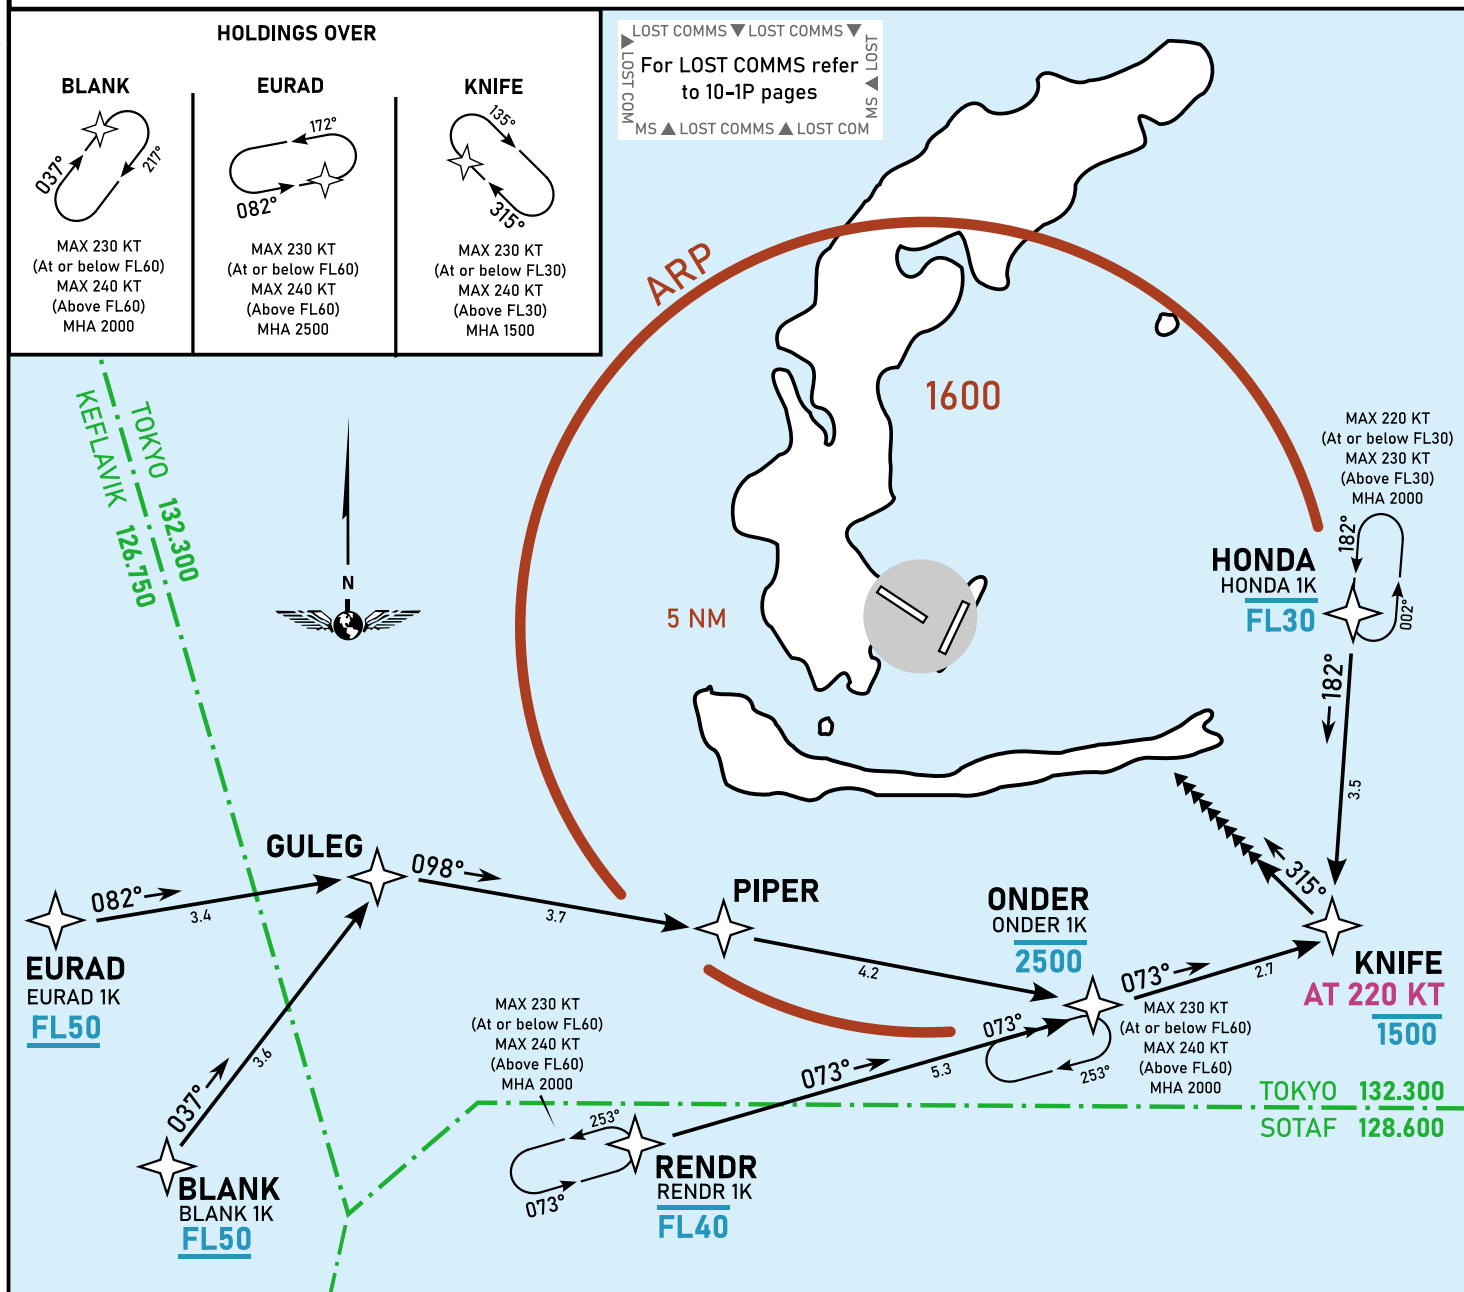 HOLDINGS OVER
BLANK
037°
217°
MAX 230 KT
(At or below FL60)
MAX 240 KT
(Above FL60)
MHA 2000
EURAD
172°
082°
MAX 230 KT
(At or below FL60)
MAX 240 KT
(Above FL60)
MHA 2500
KNIFE
135°
315°
MAX 230 KT
(At or below FL30)
MAX 240 KT
(Above FL30)
MHA 1500
LOST COMMS ▼ LOST COMMS ▼
▲ LOST COM
MS ▲ LOST
For LOST COMMS refer
to 10-1P pages
MS ▲ LOST COMMS ▲ LOST COM
ARP
1600
5 NM
TOKYO 132.300
KEFLAVIK 126.750
N
MAX 220 KT
(At or below FL30)
MAX 230 KT
(Above FL30)
MHA 2000
182°
002°
HONDA
HONDA 1K
FL30
182°
3.5
GULEG
098°
3.7
082°
3.4
EURAD
EURAD 1K
FL50
037°
3.6
BLANK
BLANK 1K
FL50
PIPER
4.2
ONDER
ONDER 1K
2500
073°
2.7
315°
KNIFE
AT 220 KT
1500
MAX 230 KT
(At or below FL60)
MAX 240 KT
(Above FL60)
MHA 2000
073°
253°
073°
5.3
MAX 230 KT
(At or below FL60)
MAX 240 KT
(Above FL60)
MHA 2000
253°
073°
RENDR
RENDR 1K
FL40
TOKYO 132.300
SOTAF 128.600